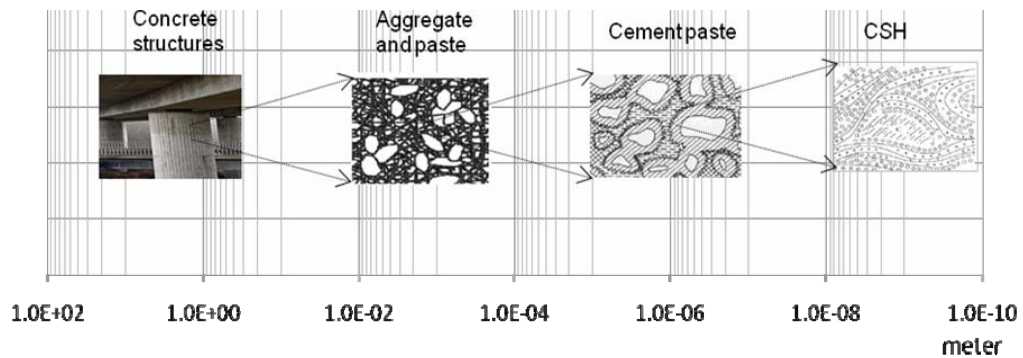 Concrete
structures
Aggregate
and paste
Cement paste
CSH
1.0E+02
1.0E+00
1.0E-02
1.0E-04
1.0E-06
1.0E-08
1.0E-10
meter